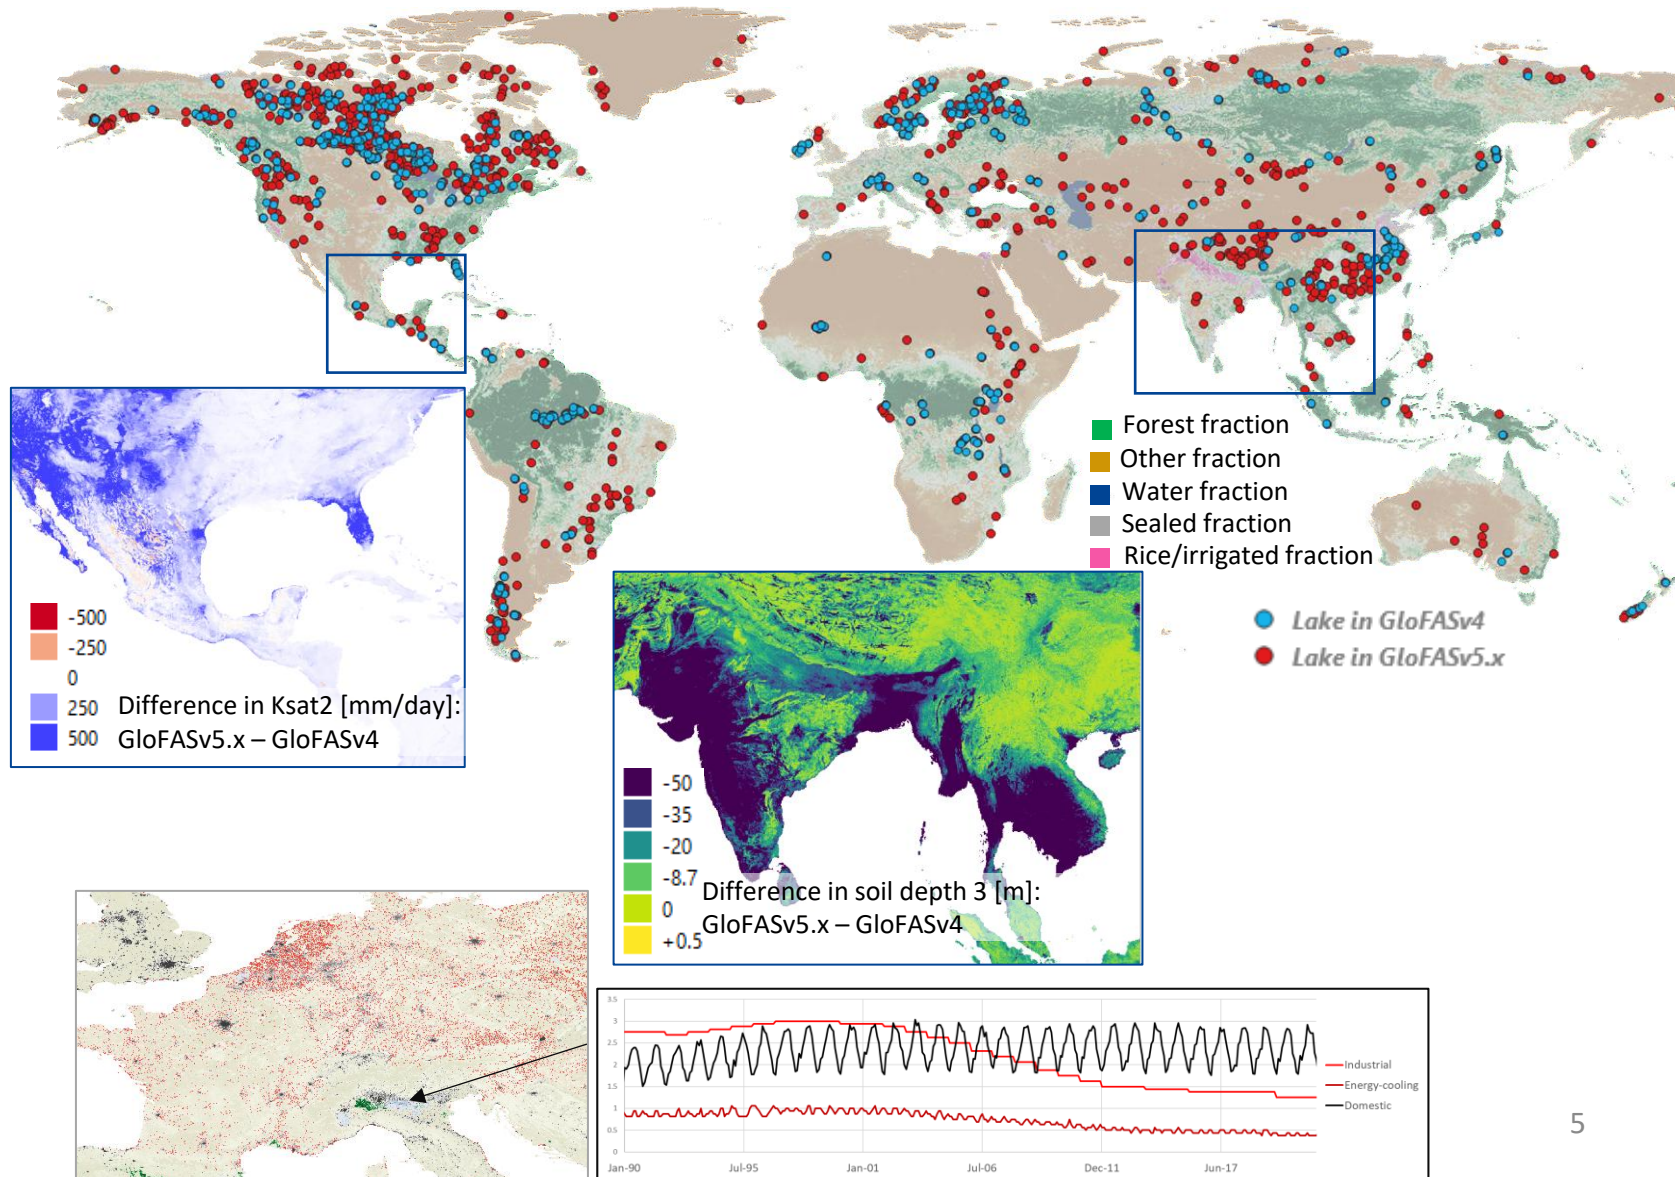 Forest fraction
Other fraction
Water fraction
Sealed fraction
Rice/irrigated fraction
Lake in GloFASv4
Lake in GloFASv5.x
-500
-250
0
250
500
Difference in Ksat2 [mm/day]:
GloFASv5.x – GloFASv4
-50
-35
-20
-8.7
0
+0.5
Difference in soil depth 3 [m]:
GloFASv5.x – GloFASv4
3.5
3
2.5
2
1.5
1
0.5
0
Jan-90
Jul-95
Jan-01
Jul-06
Dec-11
Jun-17
Industrial
Energy-cooling
Domestic
5